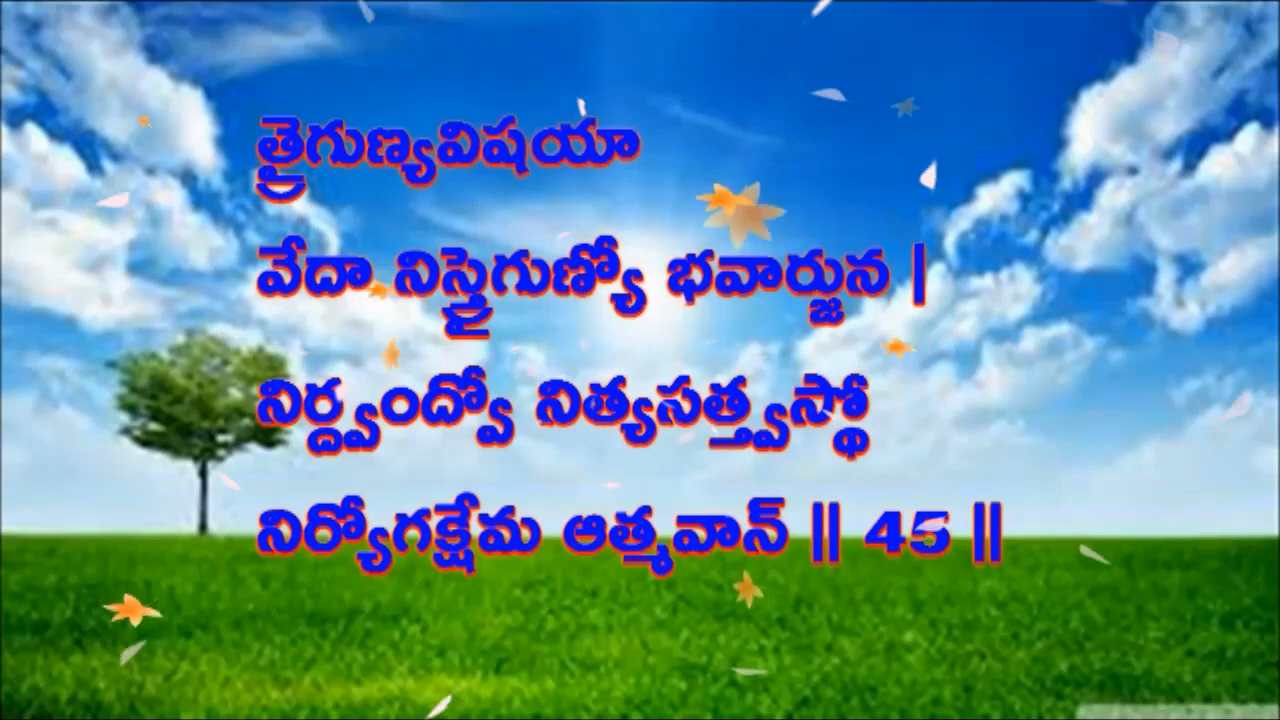 త్రైగుణ్యవిషయా
వేదా నిస్త్రైగుణ్యో భవార్జున |
నిర్ద్వంద్వో నిత్యసత్త్వస్థో
నిర్యోగక్షేమ ఆత్మవాన్ || 45 ||